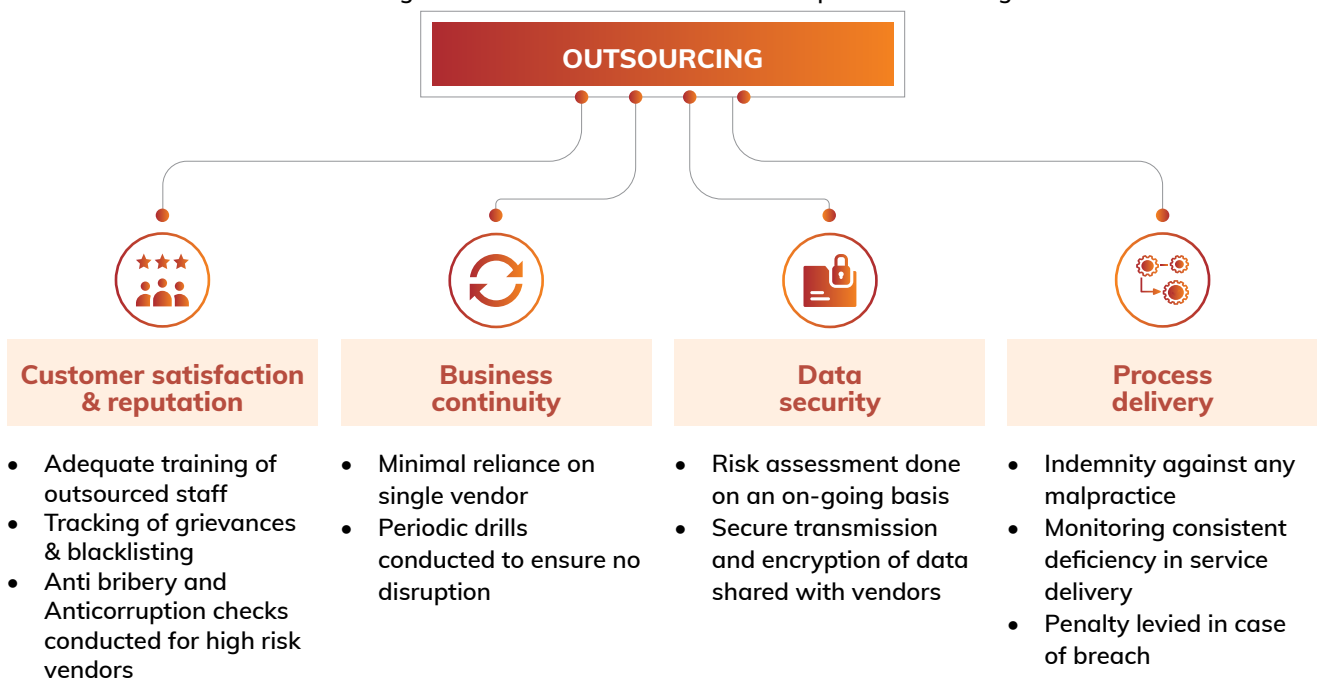 OUTSOURCING
Customer satisfaction
& reputation
• Adequate training of
outsourced staff
• Tracking of grievances
& blacklisting
• Anti bribery and
Anticorruption checks
conducted for high risk
vendors
Business
continuity
• Minimal reliance on
single vendor
• Periodic drills
conducted to ensure no
disruption
Data
security
• Risk assessment done
on an on-going basis
• Secure transmission
and encryption of data
shared with vendors
Process
delivery
• Indemnity against any
malpractice
• Monitoring consistent
deficiency in service
delivery
• Penalty levied in case
of breach